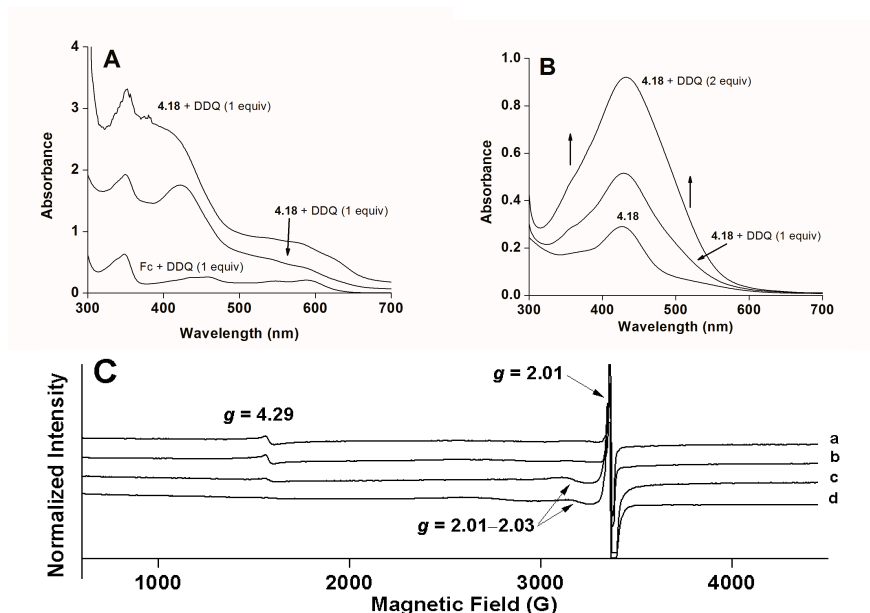 A
4
3
2
1
0
Absorbance
4.18 + DDQ (1 equiv)
4.18 + DDQ (1 equiv)
Fc + DDQ (1 equiv)
300 400 500 600 700
Wavelength (nm)
B
1.0
0.8
0.6
0.4
0.2
0.0
Absorbance
4.18 + DDQ (2 equiv)
4.18
4.18 + DDQ (1 equiv)
300 400 500 600 700
Wavelength (nm)
C
Normalized Intensity
g = 2.01
g = 4.29
a
b
c
d
g = 2.01–2.03
1000 2000 3000 4000
Magnetic Field (G)